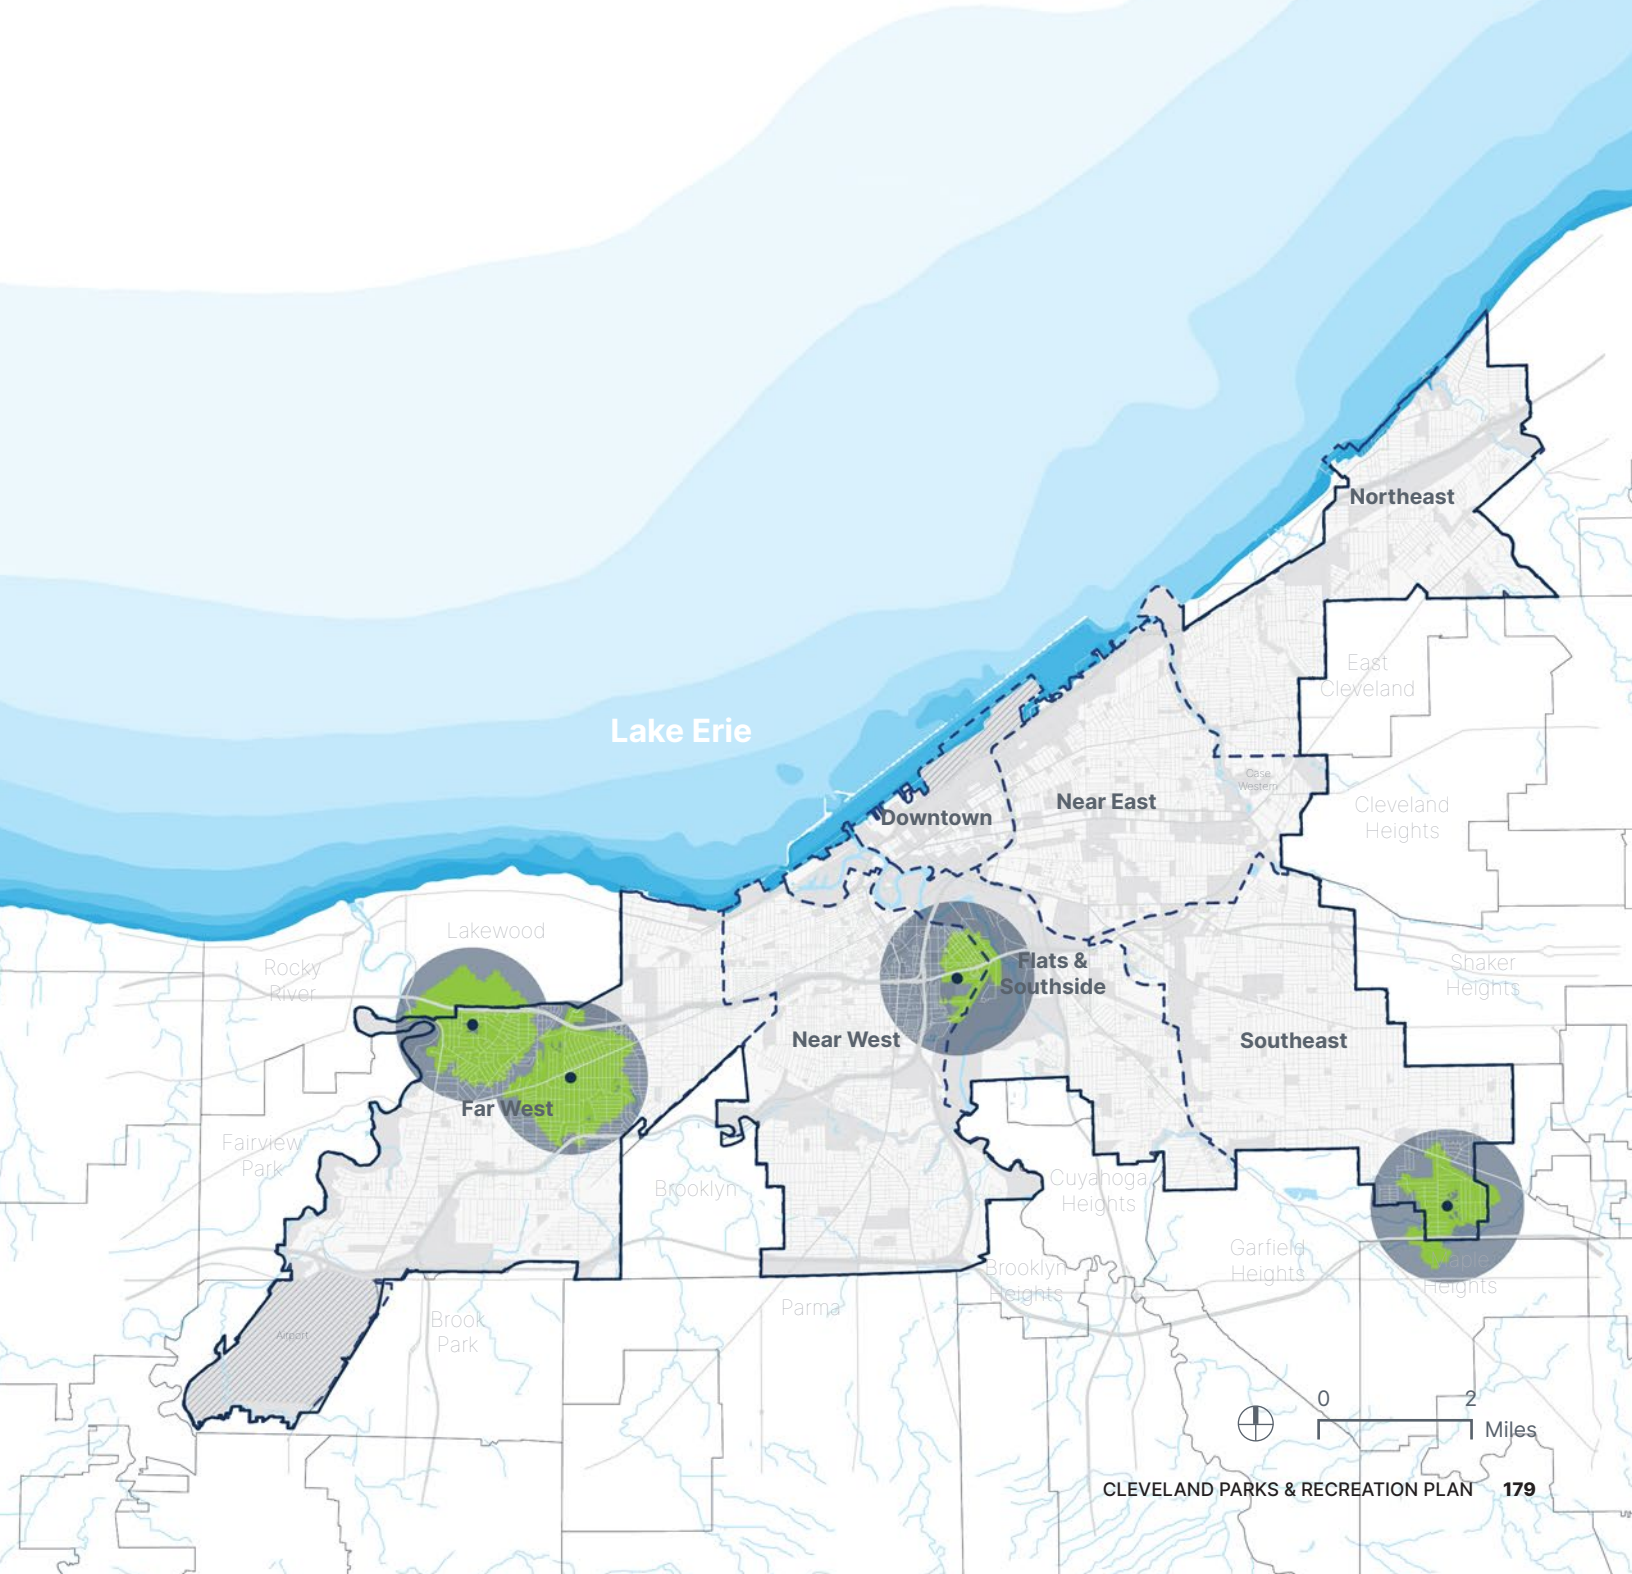 Northeast
East
Cleveland
Lake Erie
Case
Western
Near East
Cleveland
Heights
Downtown
Lakewood
Rocky
River
Flats &
Southside
Shaker
Heights
Near West
Southeast
Far West
Fairview
Park
Brooklyn
Cuyahoga
Heights
Garfield
Heights
Maple
Heights
Brooklyn
Heights
Parma
Brook
Park
Airport
0 2
Miles
CLEVELAND PARKS & RECREATION PLAN 179